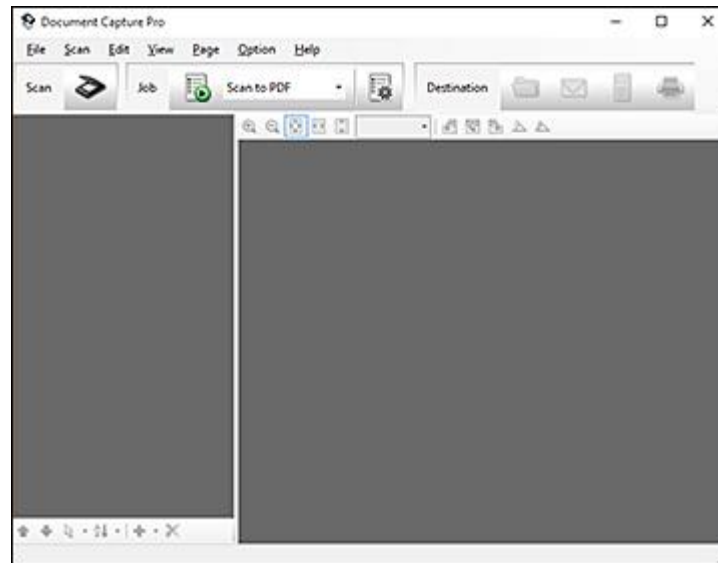 Document Capture Pro
File Scan Edit View Page Option Help
Scan Job Scan to PDF Destination